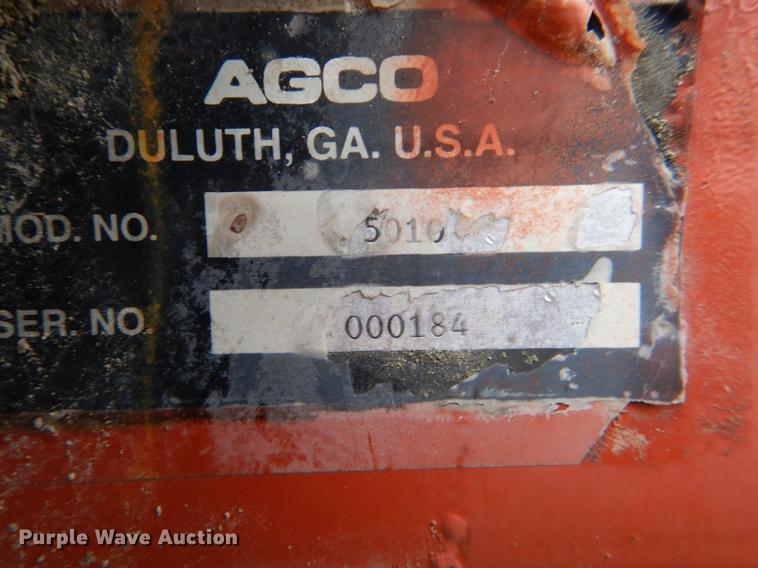 AGCO
DULUTH, GA. U.S.A.
MOD. NO. 5010
SER. NO. 000184
Purple Wave Auction